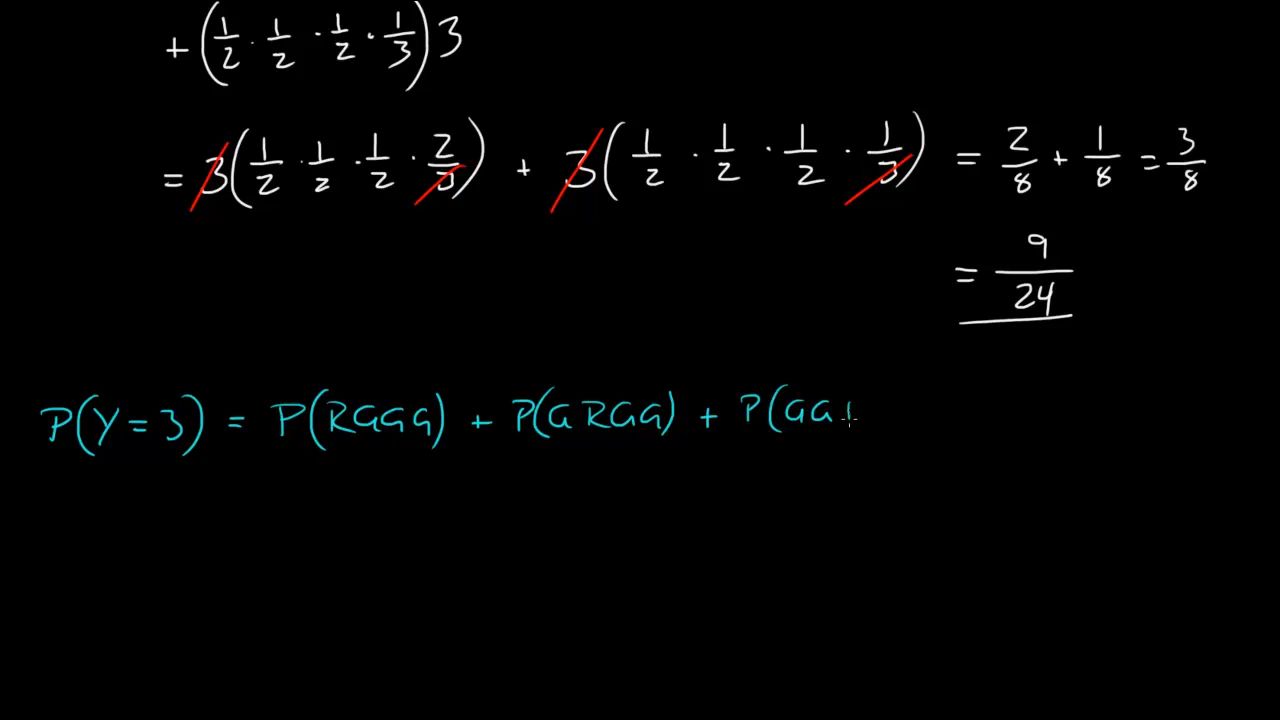 + (1/2 · 1/2 · 1/2 · 1/3) 3
= 3(1/2 · 1/2 · 1/2 · 2/3) + 3(1/2 · 1/2 · 1/2 · 1/3) = 2/8 + 1/8 = 3/8
= 9/24
P(Y = 3) = P(RGGG) + P(GRGG) + P(GG